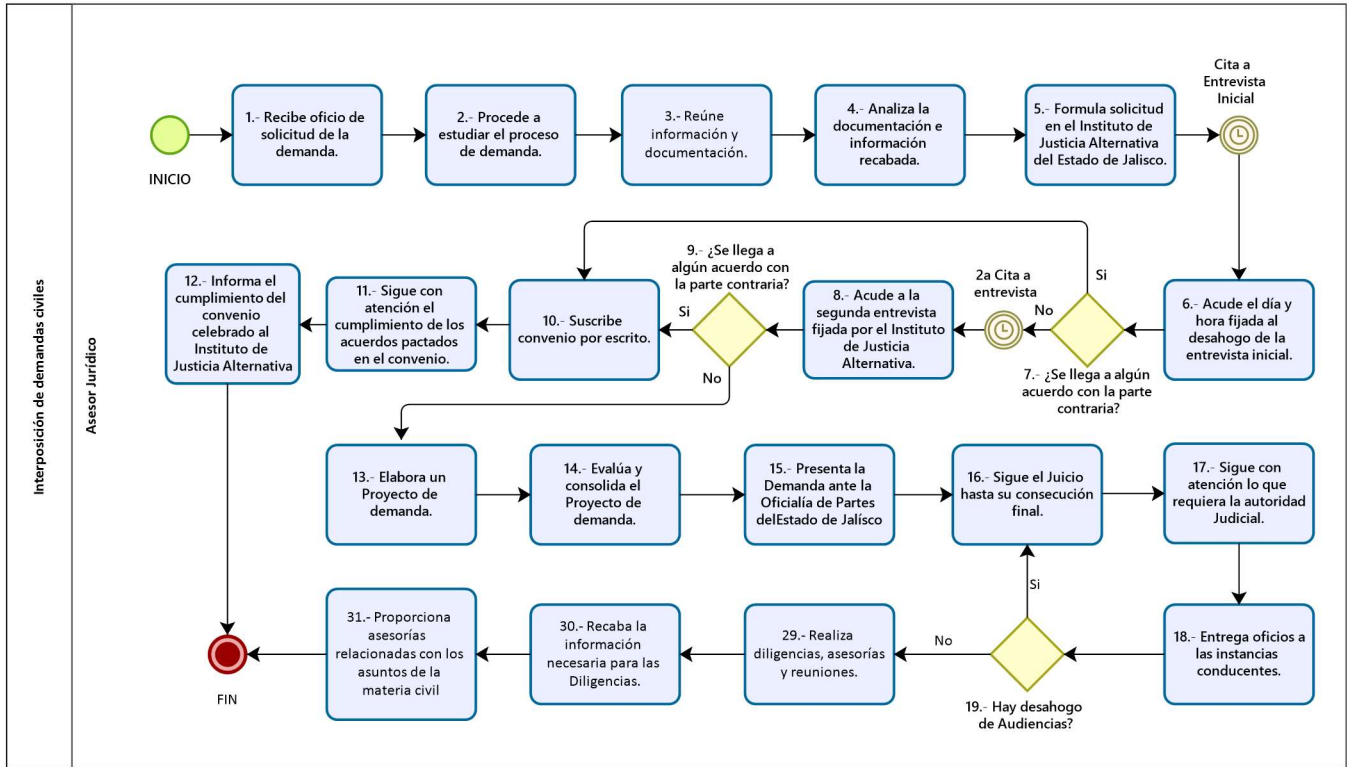 Interposición de demandas civiles
Asesor Jurídico
INICIO
1.- Recibe oficio de
solicitud de la
demanda.
2.- Procede a
estudiar el proceso
de demanda.
3.- Reúne
información y
documentación.
4.- Analiza la
documentación e
información
recabada.
5.- Formula solicitud
en el Instituto de
Justicia Alternativa
del Estado de Jalisco.
Cita a
Entrevista
Inicial
6.- Acude el día y
hora fijada al
desahogo de la
entrevista inicial.
Si
No
7.- ¿Se llega a algún
acuerdo con la parte
contraria?
2a Cita a
entrevista
8.- Acude a la
segunda entrevista
fijada por el Instituto
de Justicia
Alternativa.
9.- ¿Se llega a
algún acuerdo con
la parte contraria?
Si
No
10.- Suscribe
convenio por escrito.
11.- Sigue con
atención el
cumplimiento de los
acuerdos pactados
en el convenio.
12.- Informa el
cumplimiento del
convenio
celebrado al
Instituto de
Justicia Alternativa
13.- Elabora un
Proyecto de
demanda.
14.- Evalúa y
consolida el
Proyecto de
demanda.
15.- Presenta la
Demanda ante la
Oficialía de Partes
delEstado de Jalísco
16.- Sigue el Juicio
hasta su consecución
final.
17.- Sigue con
atención lo que
requiera la autoridad
Judicial.
18.- Entrega oficios a
las instancias
conducentes.
Si
No
19.- Hay desahogo
de Audiencias?
29.- Realiza
diligencias, asesorías
y reuniones.
30.- Recaba la
información
necesaria para las
Diligencias.
31.- Proporciona
asesorías
relacionadas con los
asuntos de la
materia civil
FIN